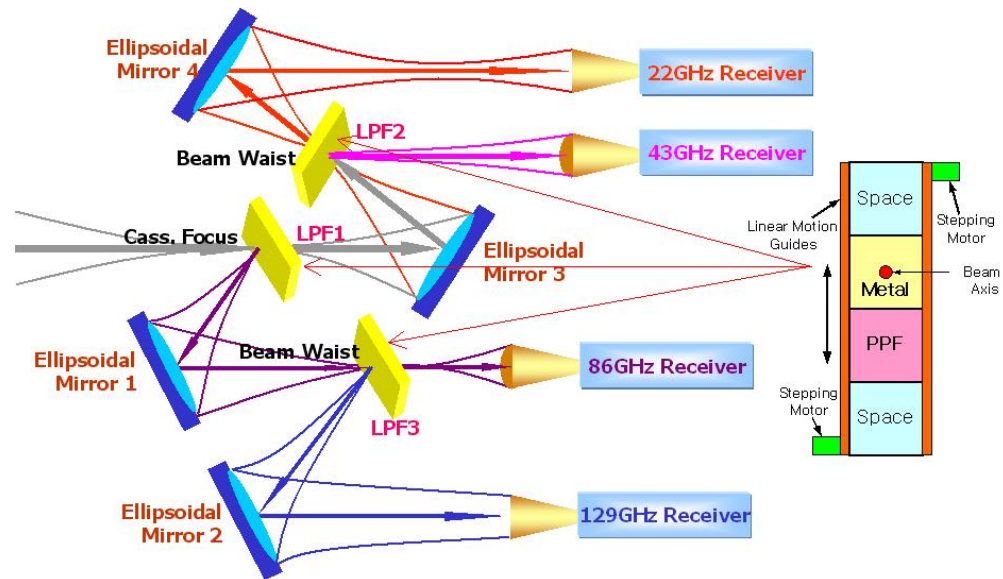 Ellipsoidal
Mirror 4
22GHz Receiver
LPF2
Beam Waist
43GHz Receiver
Cass. Focus
LPF1
Ellipsoidal
Mirror 3
Ellipsoidal
Mirror 1
Beam Waist
86GHz Receiver
LPF3
Ellipsoidal
Mirror 2
129GHz Receiver
Space
Stepping
Motor
Linear Motion
Guides
Metal
Beam
Axis
PPF
Stepping
Motor
Space